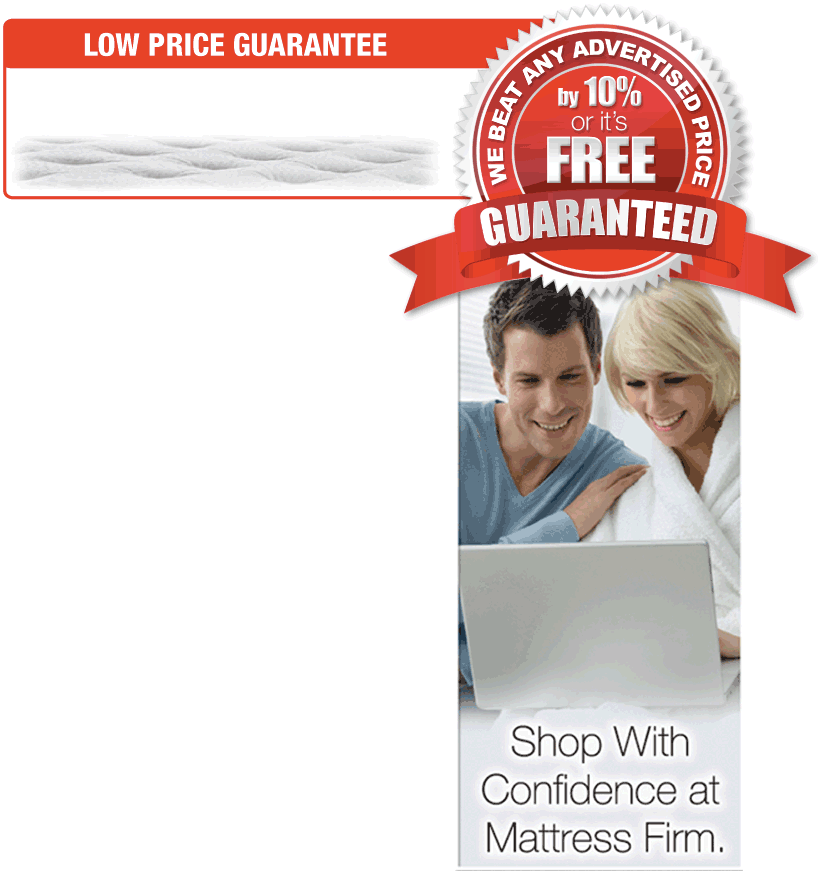 LOW PRICE GUARANTEE
WE BEAT ANY ADVERTISED PRICE
by 10%
or it's
FREE
GUARANTEED
Shop With
Confidence at
Mattress Firm.